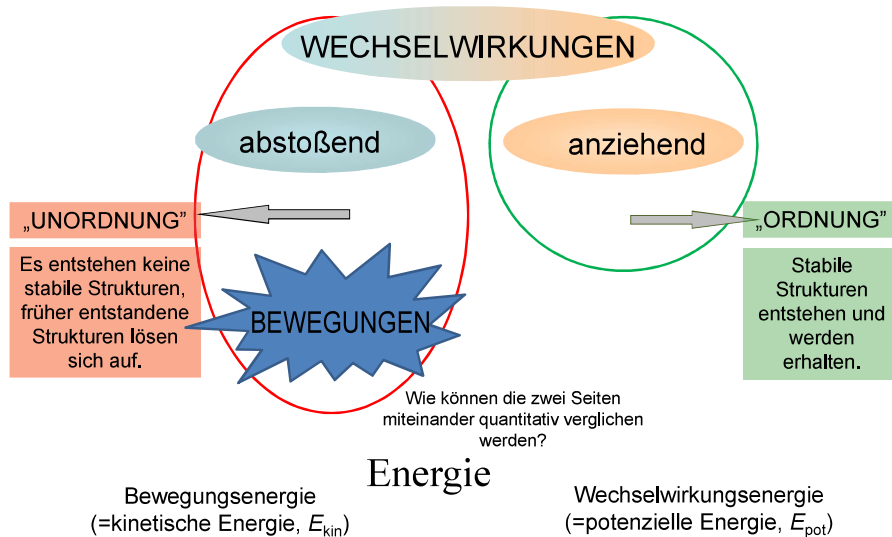 WECHSELWIRKUNGEN
abstoßend
anziehend
„UNORDNUNG”
„ORDNUNG”
Es entstehen keine
stabile Strukturen,
früher entstandene
Strukturen lösen
sich auf.
BEWEGUNGEN
Stabile
Strukturen
entstehen und
werden
erhalten.
Wie können die zwei Seiten
miteinander quantitativ verglichen
werden?
Energie
Bewegungsenergie
(=kinetische Energie, Ekin)
Wechselwirkungsenergie
(=potenzielle Energie, Epot)